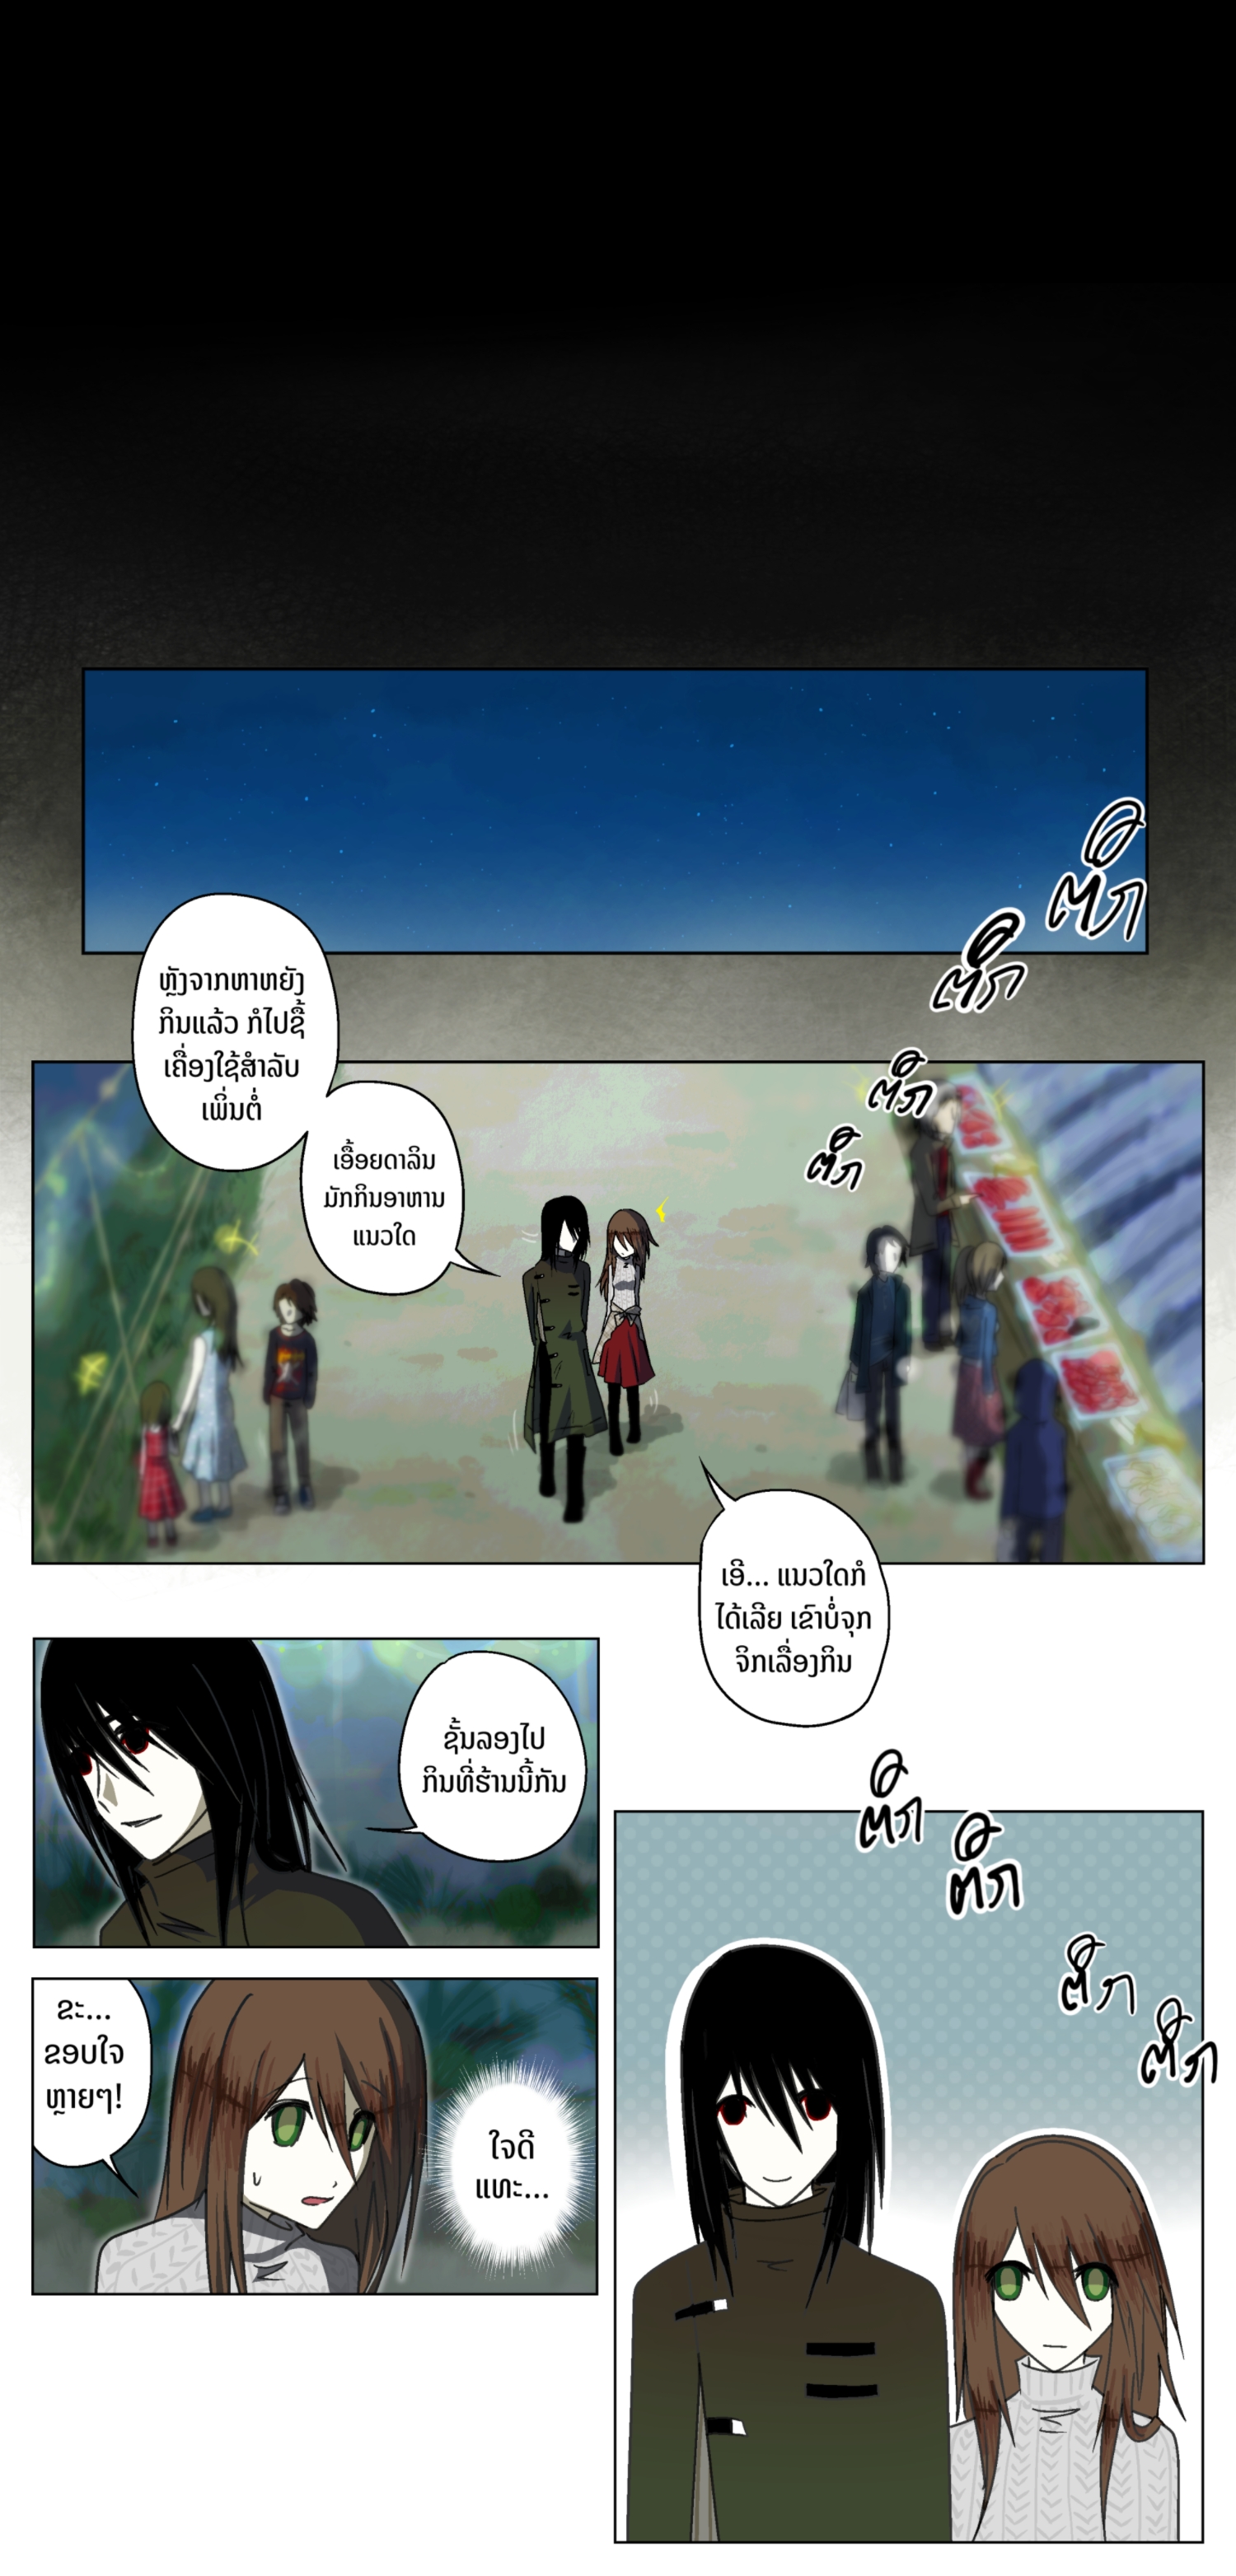 ຕຶກ
ຕຶກ
ຕຶກ
ຕຶກ
ຫຼັງຈາກຫາຫຍັງ
ກິນແລ້ວ ກໍໄປຊື້
ເຄື່ອງໃຊ້ສຳລັບ
ເພິ່ນຕໍ່
ເອື້ອຍດາລິນ
ມັກກິນອາຫານ
ແນວໃດ
ເອີ... ແນວໃດກໍ
ໄດ້ເລີຍ ເຂົາບໍ່ຈຸກ
ຈິກເລື່ອງກິນ
ຊັ້ນລອງໄປ
ກິນທີ່ຮ້ານນີ້ກັນ
ຂະ...
ຂອບໃຈ
ຫຼາຍໆ!
ໃຈດີ
ແທະ...
ຕຶກ
ຕຶກ
ຕຶກ
ຕຶກ